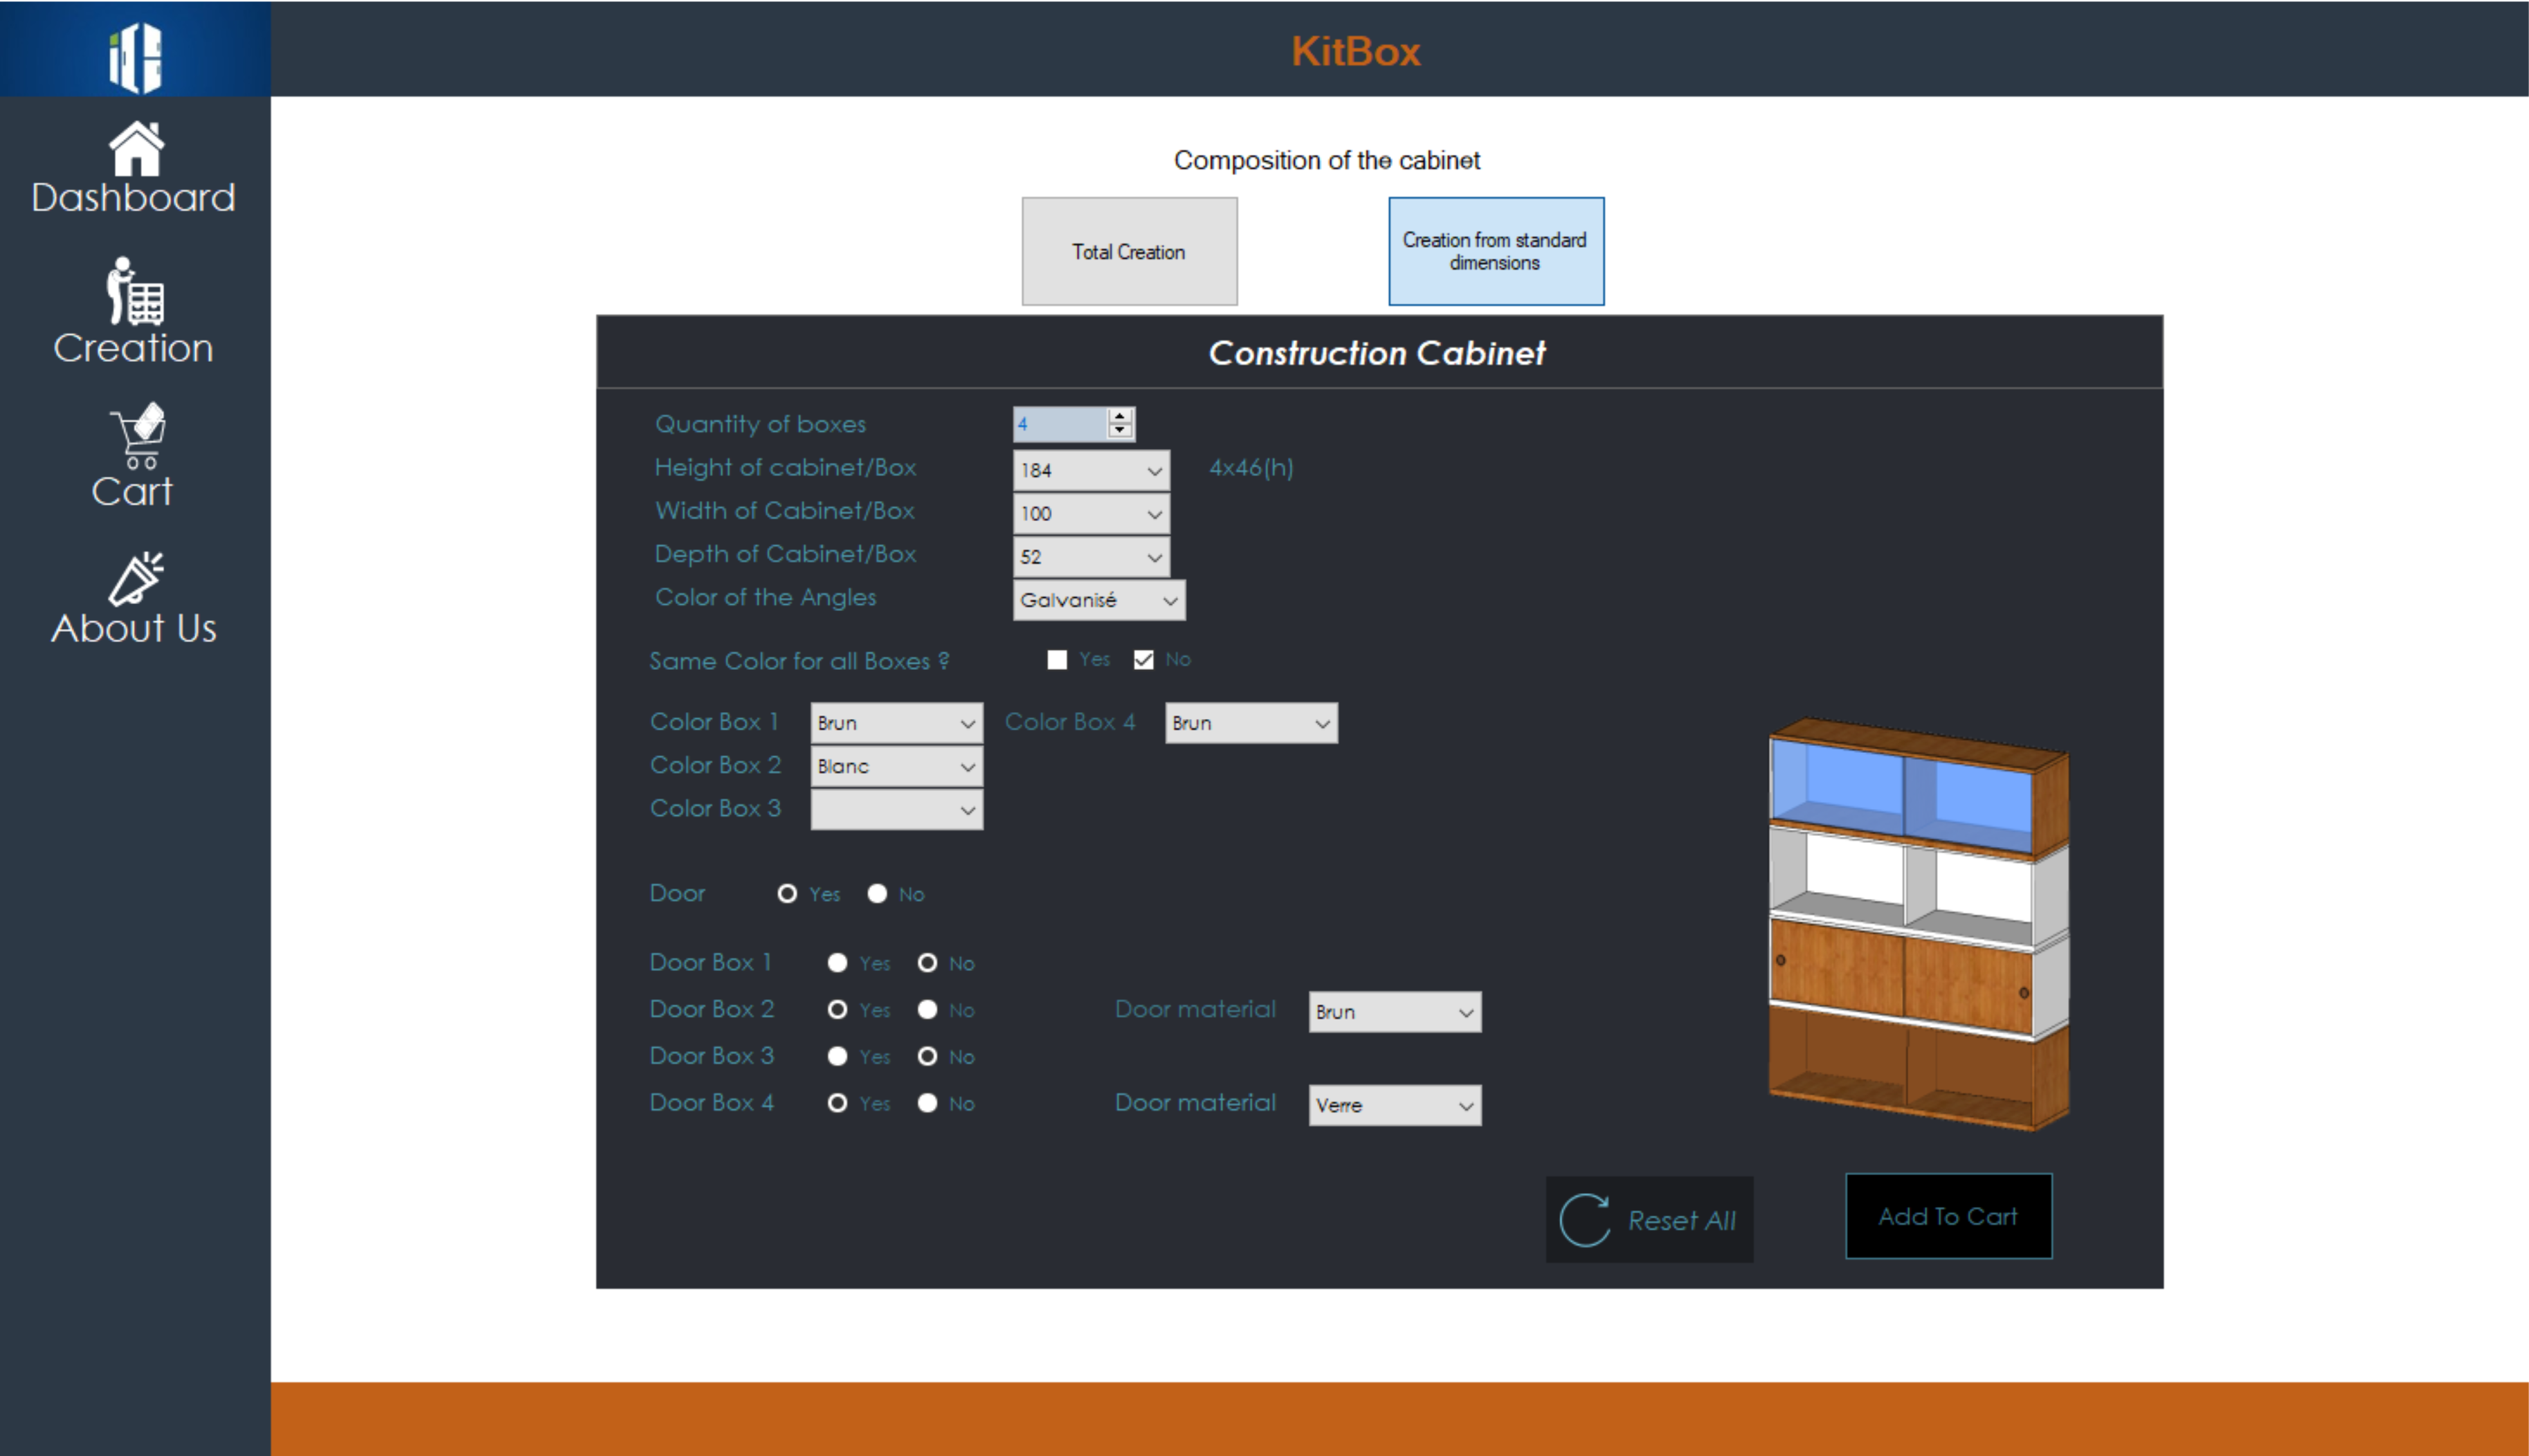 KitBox
Dashboard
Creation
Cart
About Us
Composition of the cabinet
Total Creation
Creation from standard
dimensions
Construction Cabinet
Quantity of boxes 4
Height of cabinet/Box 184 4x46(h)
Width of Cabinet/Box 100
Depth of Cabinet/Box 52
Color of the Angles Galvanisé
Same Color for all Boxes ? Yes No
Color Box 1 Brun Color Box 4 Brun
Color Box 2 Blanc
Color Box 3
Door Yes No
Door Box 1 Yes No
Door Box 2 Yes No Door material Brun
Door Box 3 Yes No
Door Box 4 Yes No Door material Verre
Reset All
Add To Cart